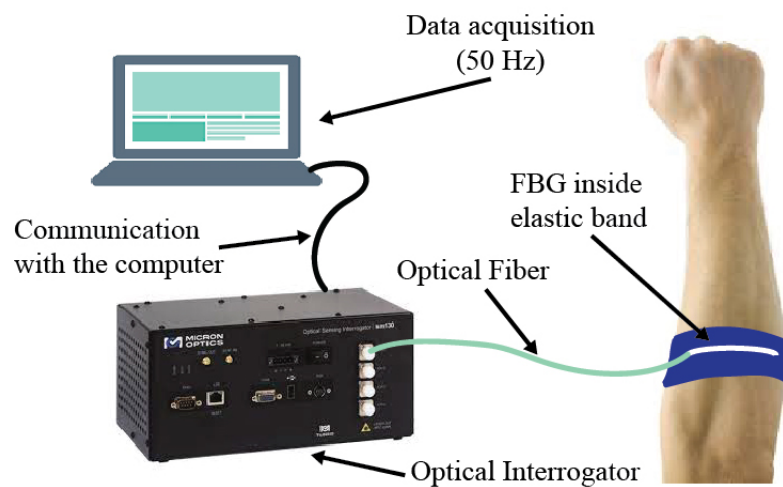 Data acquisition
(50 Hz)
FBG inside
elastic band
Communication
with the computer
Optical Fiber
MICRON
OPTICS
Optical Sensing Interrogator
Optical Interrogator